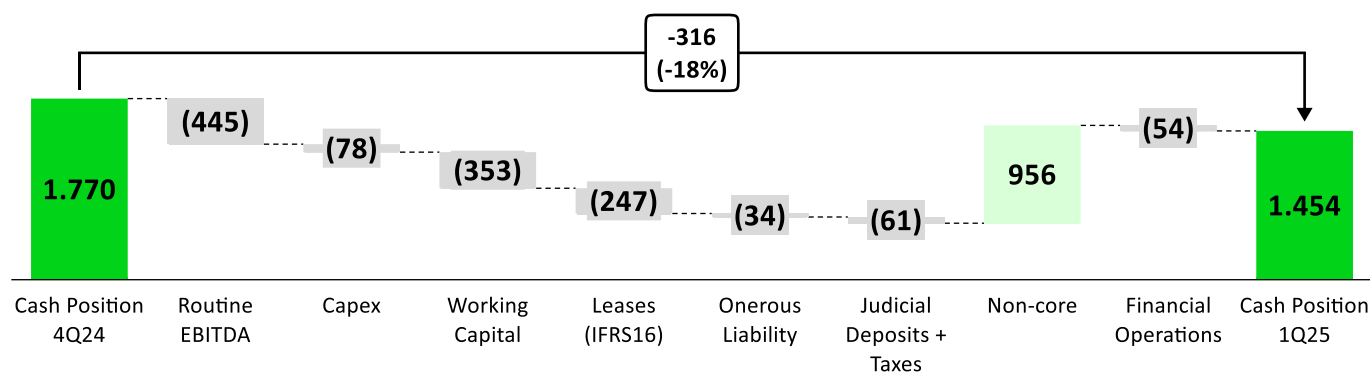 -316
(-18%)
1.770
(445)
(78)
(353)
(247)
(34)
(61)
956
(54)
1.454
Cash Position
4Q24
Routine
EBITDA
Capex
Working
Capital
Leases
(IFRS16)
Onerous
Liability
Judicial
Deposits +
Taxes
Non-core
Financial
Operations
Cash Position
1Q25